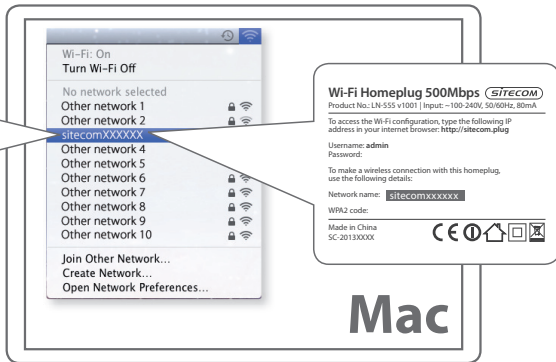 Wi-Fi: On
Turn Wi-Fi Off
No network selected
Other network 1
Other network 2
sitecomXXXXXX
Other network 4
Other network 5
Other network 6
Other network 7
Other network 8
Other network 9
Other network 10
Join Other Network...
Create Network...
Open Network Preferences...
Wi-Fi Homeplug 500Mbps SITECOM
Product No.: LN-555 v1001 | Input: ~100-240V, 50/60Hz, 80mA
To access the Wi-Fi configuration, type the following IP
address in your internet browser: http://sitecom.plug
Username: admin
Password:
To make a wireless connection with this homeplug,
use the following details:
Network name: sitecomxxxxxx
WPA2 code:
Made in China
SC-2013XXXX
CE
Mac